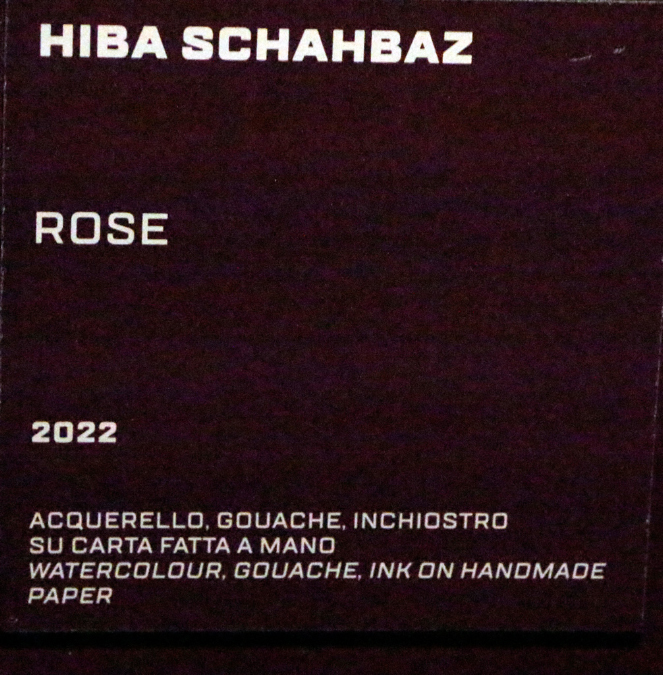 HIBA SCHAHBAZ
ROSE
2022
ACQUERELLO, GOUACHE, INCHIOSTRO
SU CARTA FATTA A MANO
WATERCOLOUR, GOUACHE, INK ON HANDMADE
PAPER